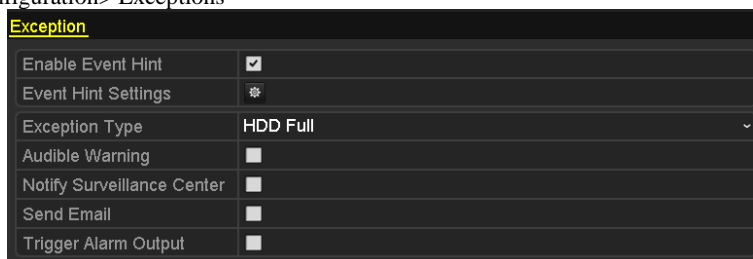 Exceptions
Exception
Enable Event Hint
Event Hint Settings
Exception Type HDD Full
Audible Warning
Notify Surveillance Center
Send Email
Trigger Alarm Output